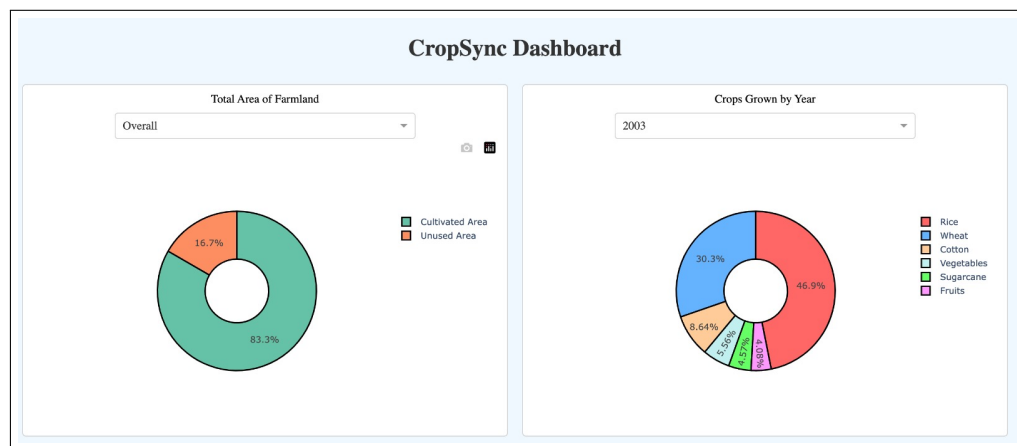 CropSync Dashboard
Total Area of Farmland
Overall
Cultivated Area
Unused Area
16.7%
83.3%
Crops Grown by Year
2003
Rice
Wheat
Cotton
Vegetables
Sugarcane
Fruits
30.3%
46.9%
8.64%
5.56%
4.57%
4.08%